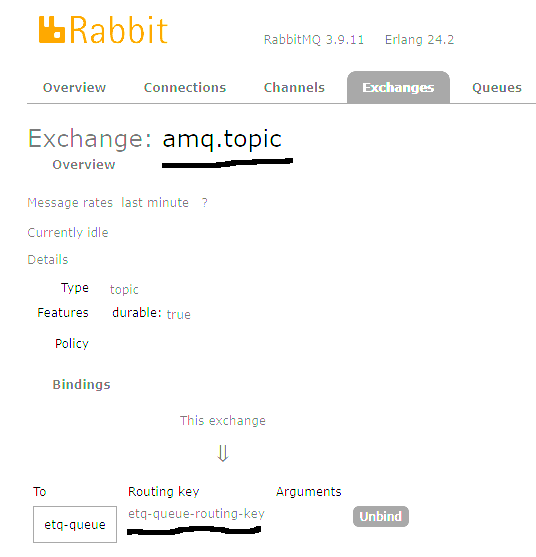 Rabbit
RabbitMQ 3.9.11 Erlang 24.2
Overview Connections Channels Exchanges Queues
Exchange: amq.topic
Overview
Message rates last minute ?
Currently idle
Details
Type topic
Features durable: true
Policy
Bindings
This exchange
⇓
To Routing key Arguments
etq-queue etq-queue-routing-key Unbind